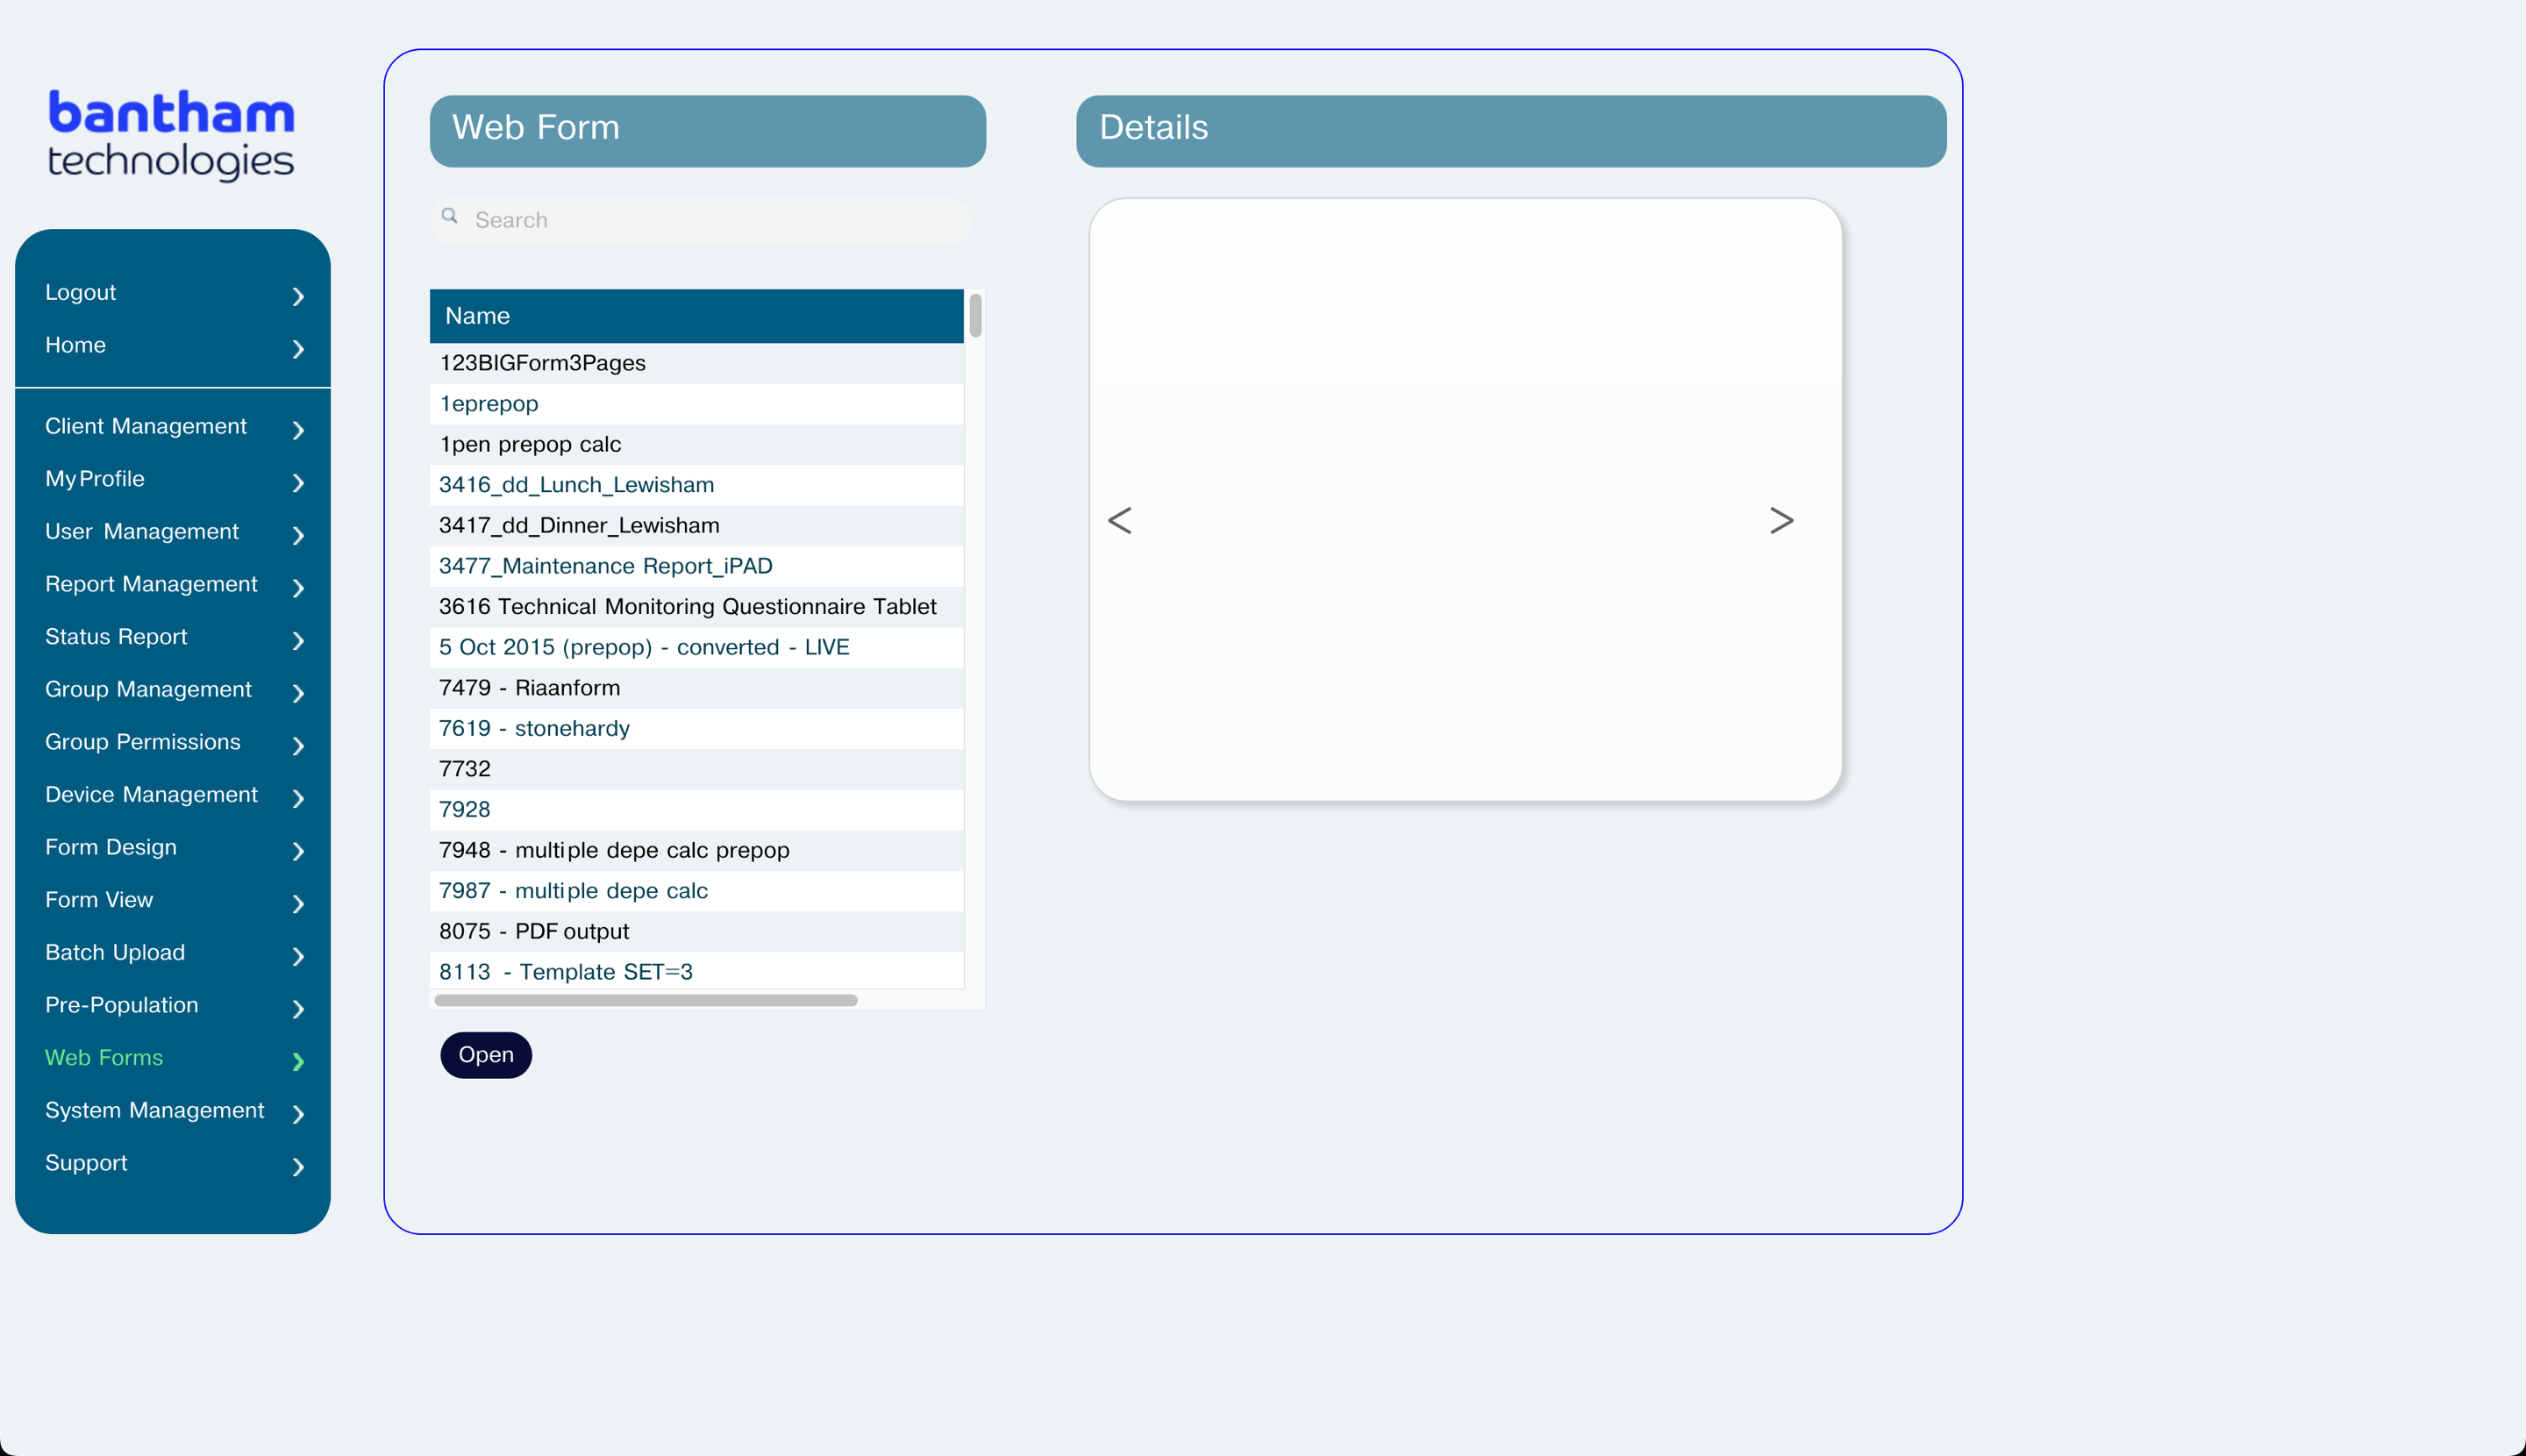 bantham
technologies
Logout
Home
Client Management
My Profile
User Management
Report Management
Status Report
Group Management
Group Permissions
Device Management
Form Design
Form View
Batch Upload
Pre-Population
Web Forms
System Management
Support
Web Form
Search
Name
123BIGForm3Pages
1eprepop
1pen prepop calc
3416_dd_Lunch_Lewisham
3417_dd_Dinner_Lewisham
3477_Maintenance Report_iPAD
3616 Technical Monitoring Questionnaire Tablet
5 Oct 2015 (prepop) - converted - LIVE
7479 - Riaanform
7619 - stonehardy
7732
7928
7948 - multiple depe calc prepop
7987 - multiple depe calc
8075 - PDF output
8113 - Template SET=3
Open
Details
< >